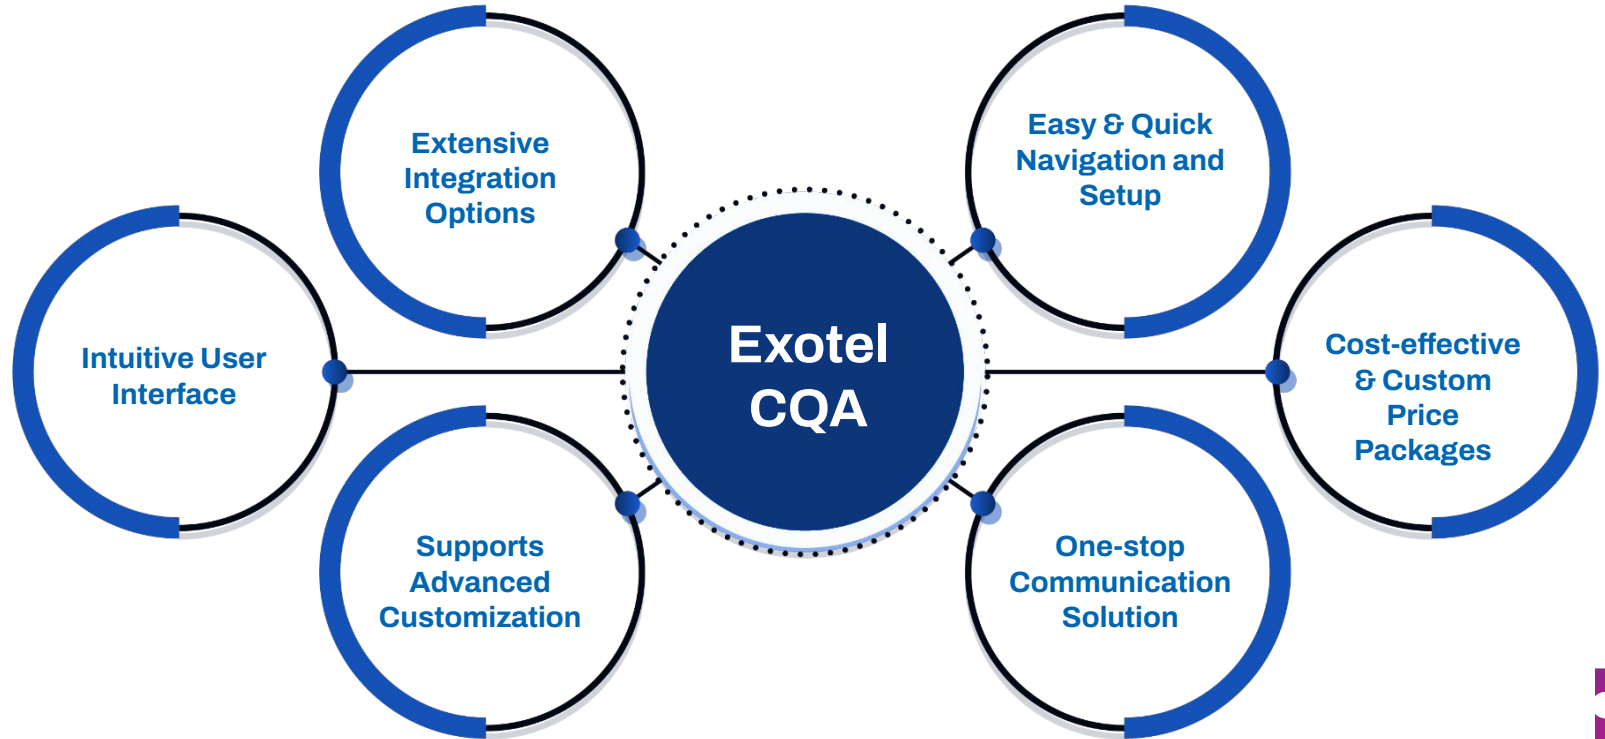 Extensive
Integration
Options
Easy & Quick
Navigation and
Setup
Intuitive User
Interface
Exotel
CQA
Cost-effective
& Custom
Price
Packages
Supports
Advanced
Customization
One-stop
Communication
Solution